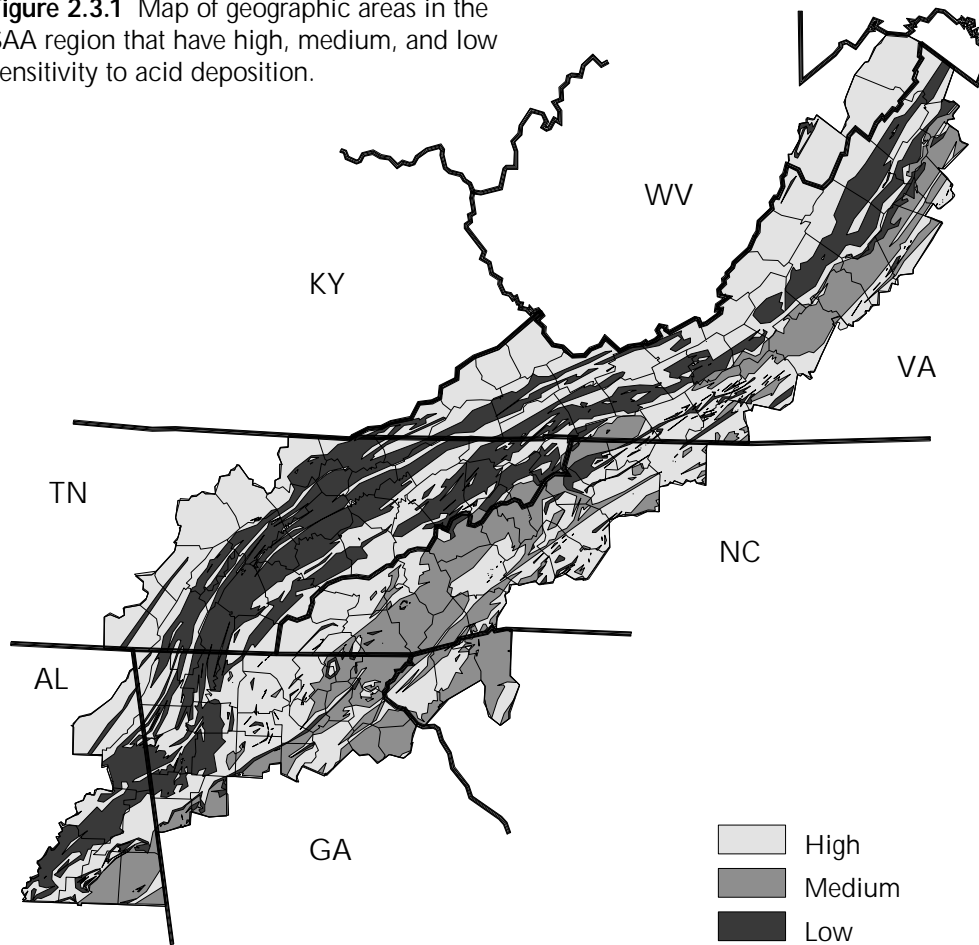 igure 2.3.1 Map of geographic areas in the
SAA region that have high, medium, and low
ensitivity to acid deposition.
WV
KY
VA
TN
NC
AL
GA
High
Medium
Low